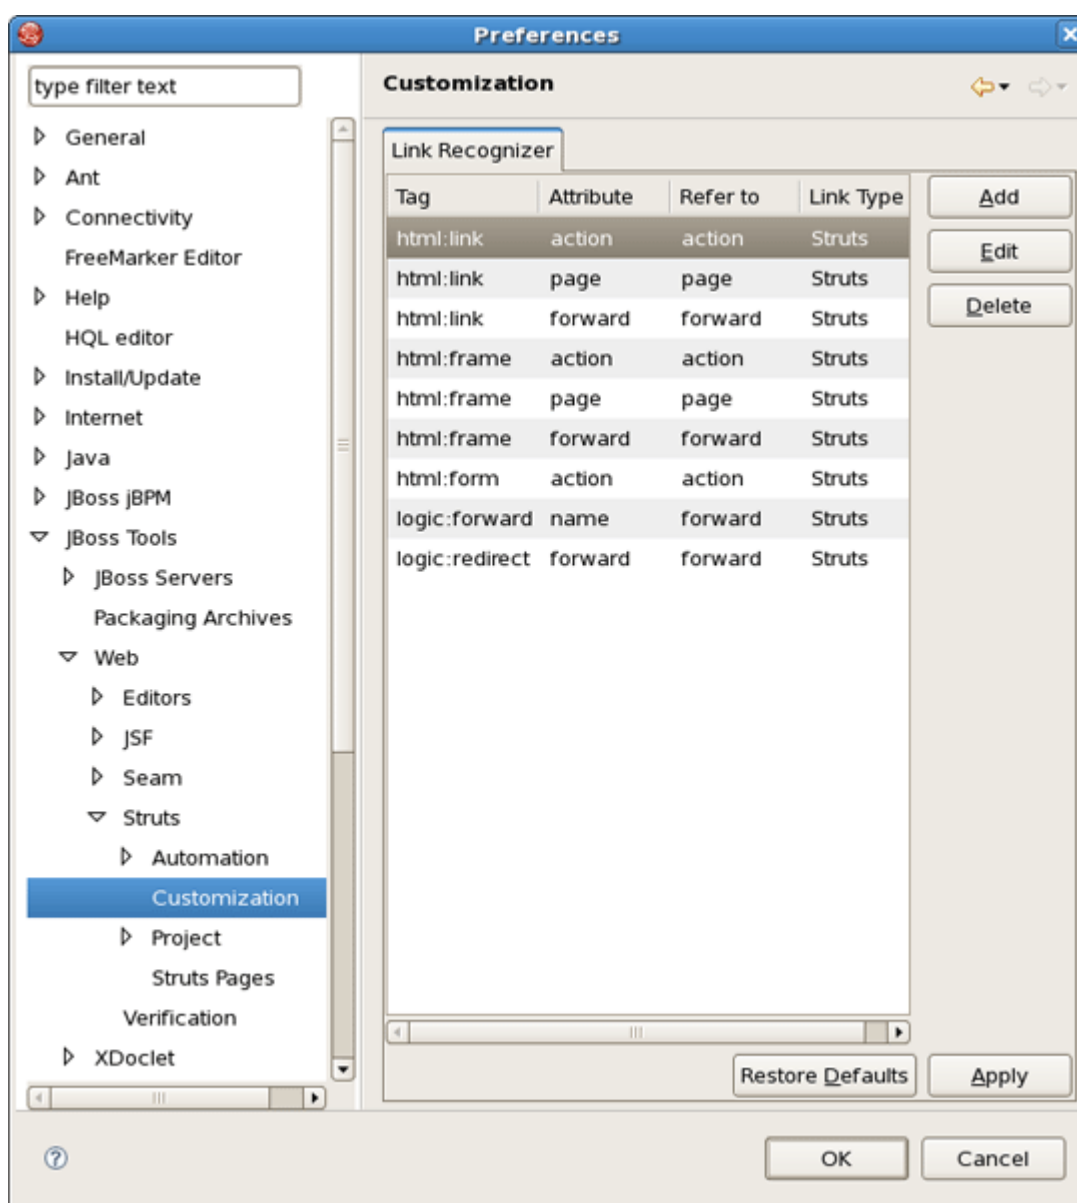 Preferences
type filter text
General
Ant
Connectivity
FreeMarker Editor
Help
HQL editor
Install/Update
Internet
Java
JBoss jBPM
JBoss Tools
JBoss Servers
Packaging Archives
Web
Editors
JSF
Seam
Struts
Automation
Customization
Project
Struts Pages
Verification
XDoclet
Customization
Link Recognizer
Tag Attribute Refer to Link Type
html:link action action Struts
html:link page page Struts
html:link forward forward Struts
html:frame action action Struts
html:frame page page Struts
html:frame forward forward Struts
html:form action action Struts
logic:forward name forward Struts
logic:redirect forward forward Struts
Add
Edit
Delete
Restore Defaults Apply
OK Cancel